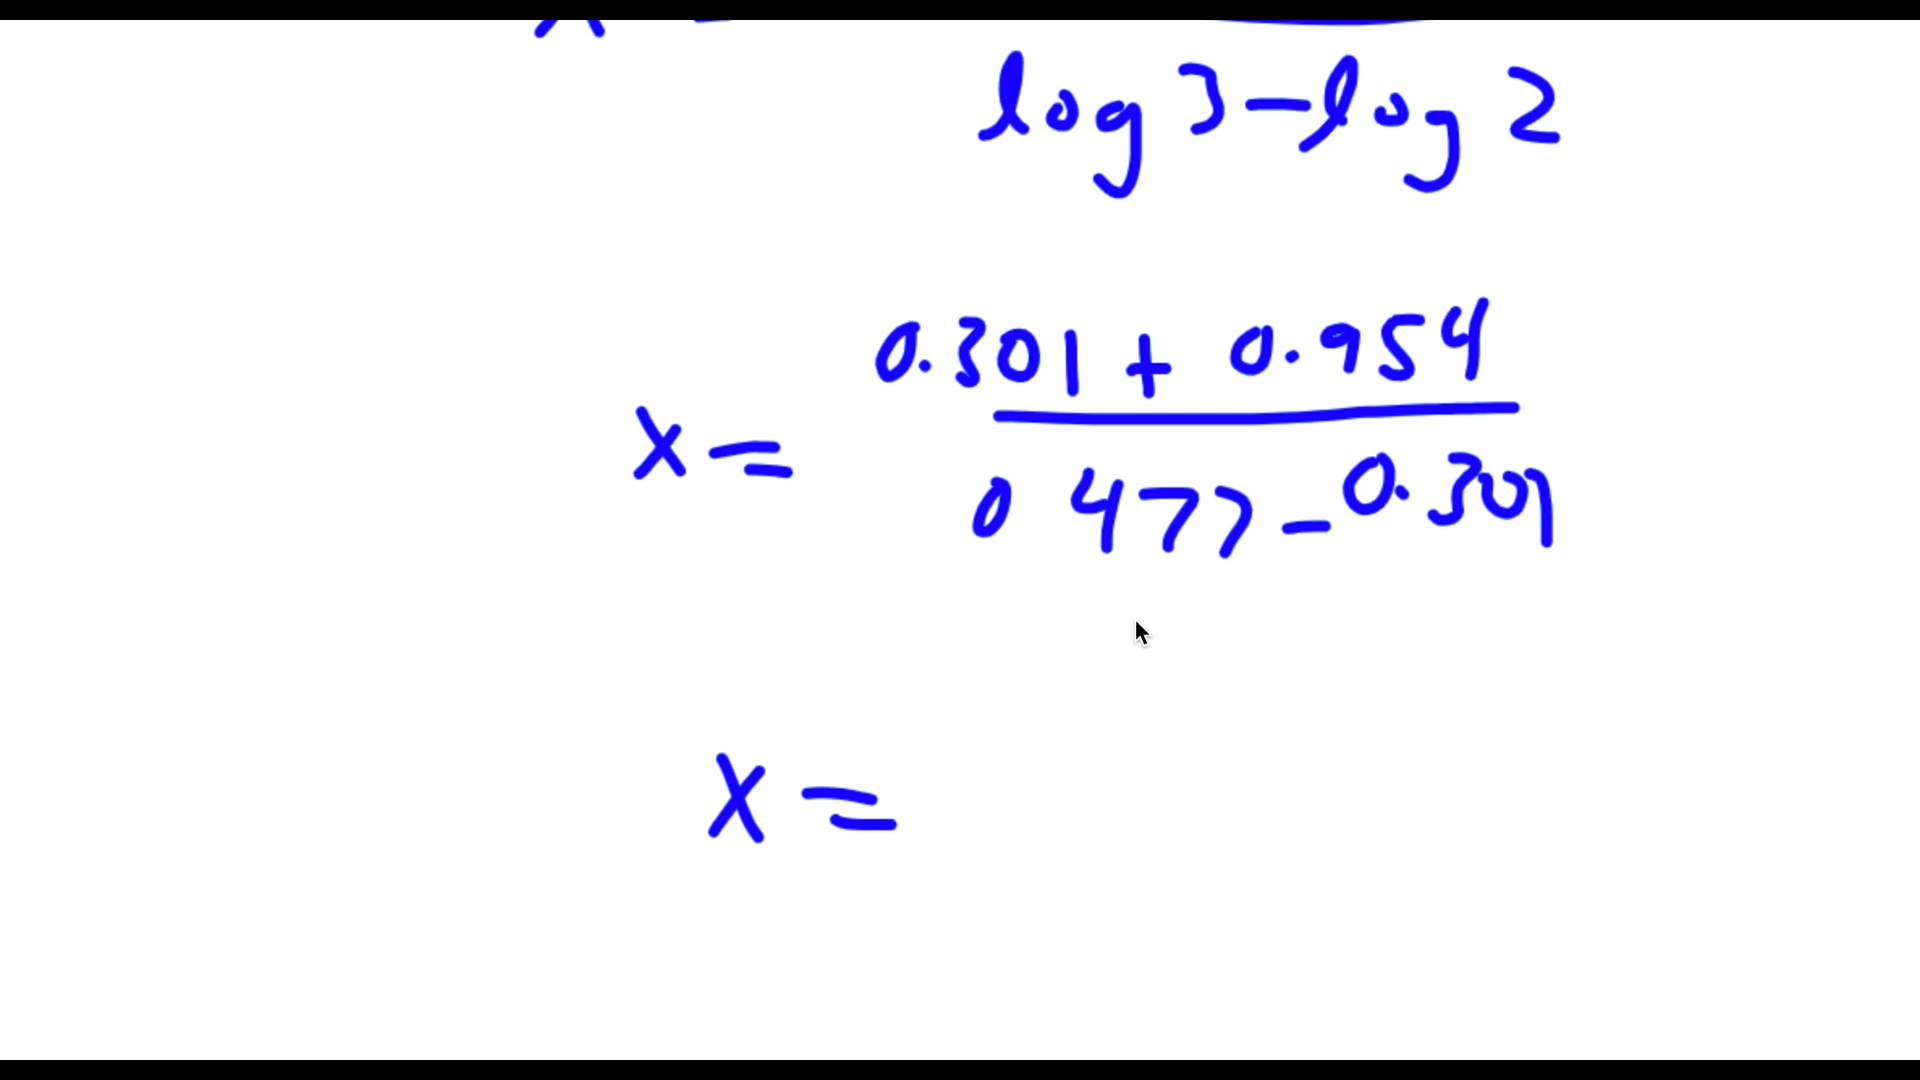 x =
log 3 - log 2
0.301 + 0.954
x =
0 477 - 0.301
x =